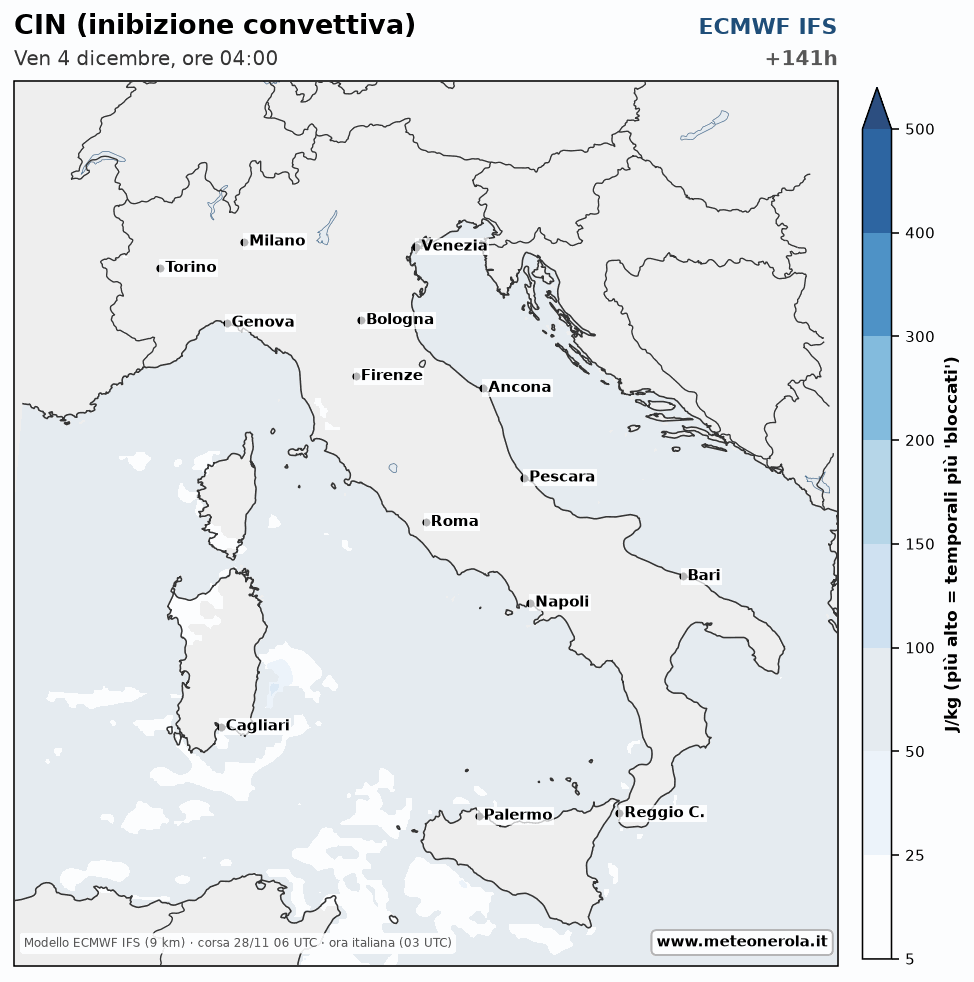 CIN (inibizione convettiva)
ECMWF IFS
Ven 4 dicembre, ore 04:00
+141h
Milano
Venezia
Torino
Genova
Bologna
Firenze
Ancona
Pescara
Roma
Bari
Napoli
Cagliari
Palermo
Reggio C.
Modello ECMWF IFS (9 km) · corsa 28/11 06 UTC · ora italiana (03 UTC)
www.meteonerola.it
500
400
300
200
150
100
50
25
5
J/kg (più alto = temporali più 'bloccati')